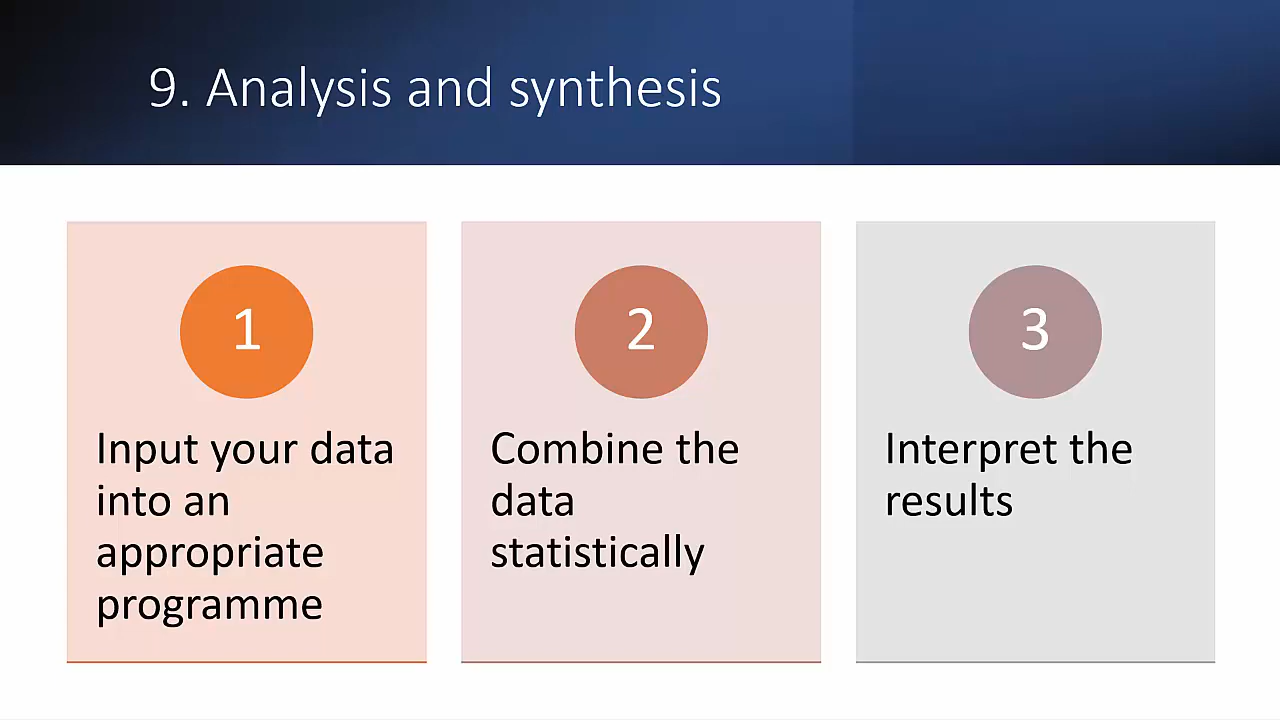 9. Analysis and synthesis
1
Input your data
into an
appropriate
programme
2
Combine the
data
statistically
3
Interpret the
results